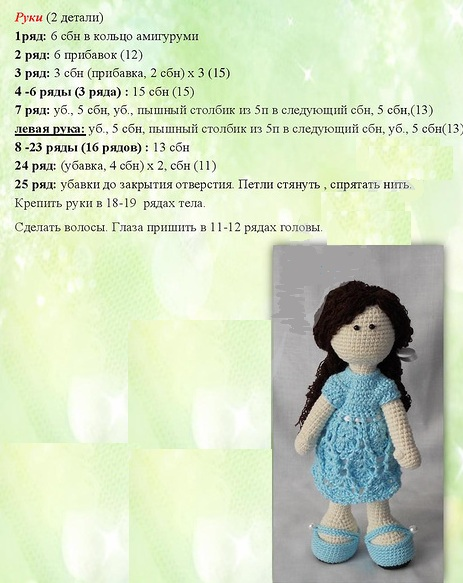 Руки (2 детали)
1ряд: 6 сбн в кольцо амигуруми
2 ряд: 6 прибавок (12)
3 ряд: 3 сбн (прибавка, 2 сбн) х 3 (15)
4 -6 ряды (3 ряда) : 15 сбн (15)
7 ряд: уб., 5 сбн, уб., пышный столбик из 5п в следующий сбн, 5 сбн,(13)
левая рука: уб., 5 сбн, пышный столбик из 5п в следующий сбн, уб., 5 сбн(13)
8 -23 ряды (16 рядов) : 13 сбн
24 ряд: (убавка, 4 сбн) х 2, сбн (11)
25 ряд: убавки до закрытия отверстия. Петли стянуть , спрятать нить.
Крепить руки в 18-19 рядах тела.
Сделать волосы. Глаза пришить в 11-12 рядах головы.